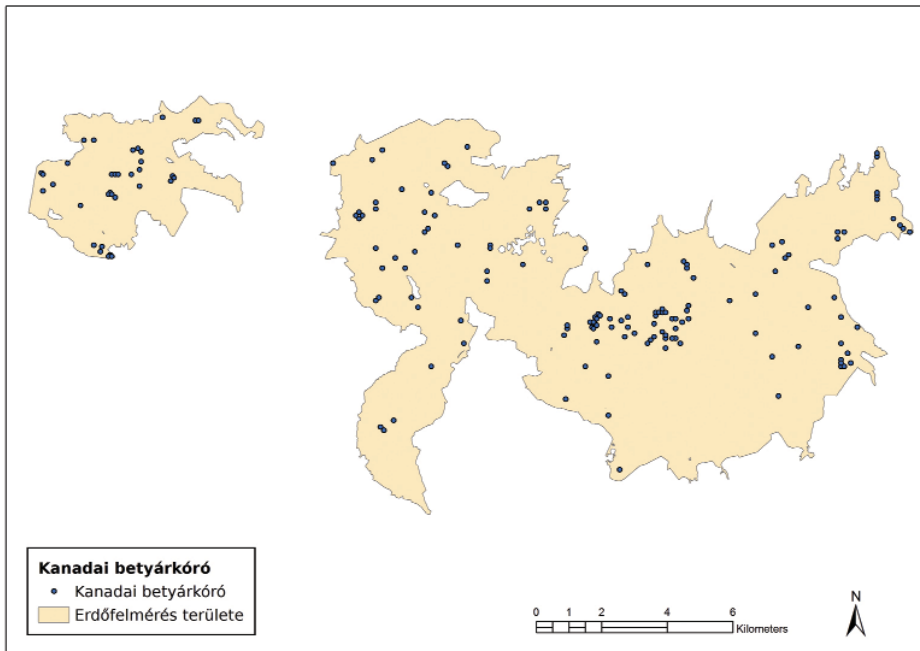 Kanadai betyárkóró
Kanadai betyárkóró
Erdőfelmérés területe
0 1 2 4 6
Kilometers
N